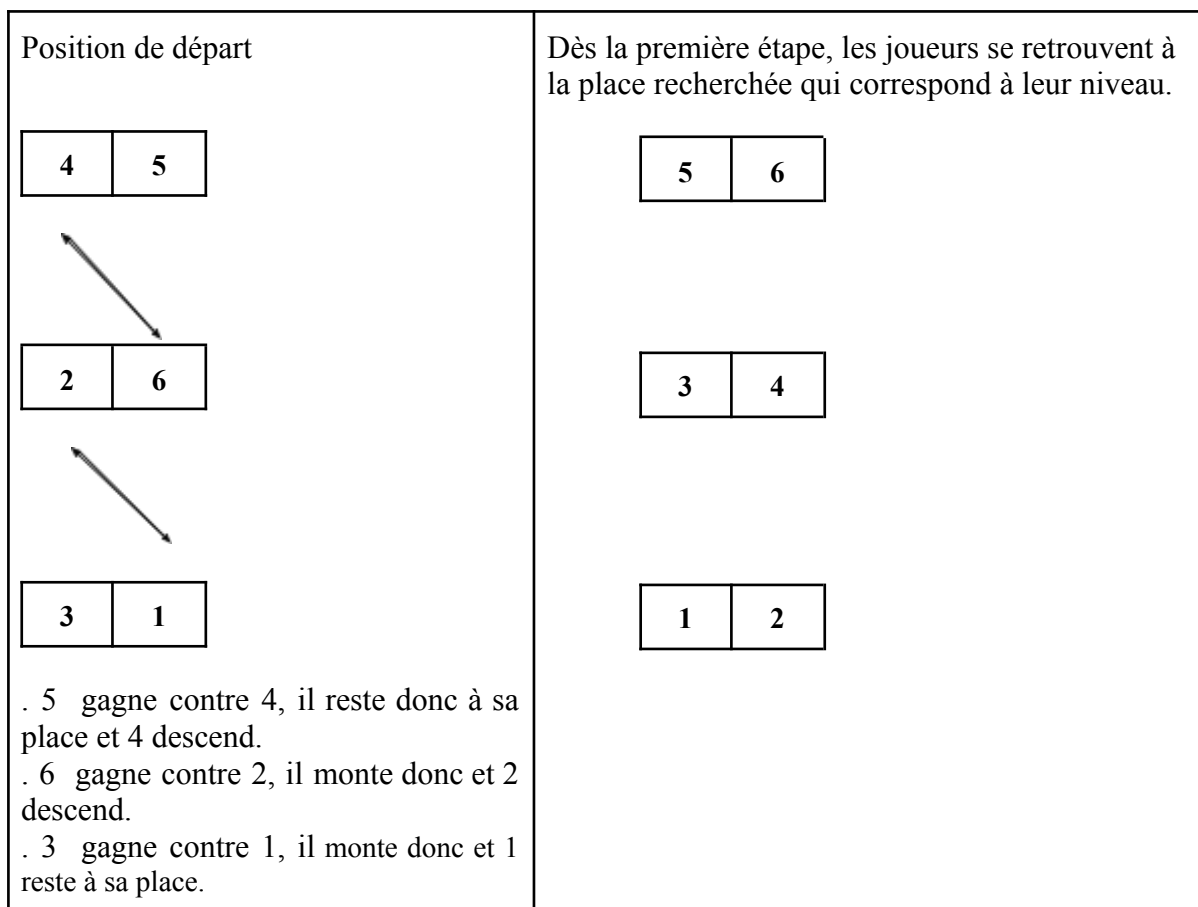 Position de départ
4 5
2 6
3 1
. 5 gagne contre 4, il reste donc à sa
place et 4 descend.
. 6 gagne contre 2, il monte donc et 2
descend.
. 3 gagne contre 1, il monte donc et 1
reste à sa place.
Dès la première étape, les joueurs se retrouvent à
la place recherchée qui correspond à leur niveau.
5 6
3 4
1 2